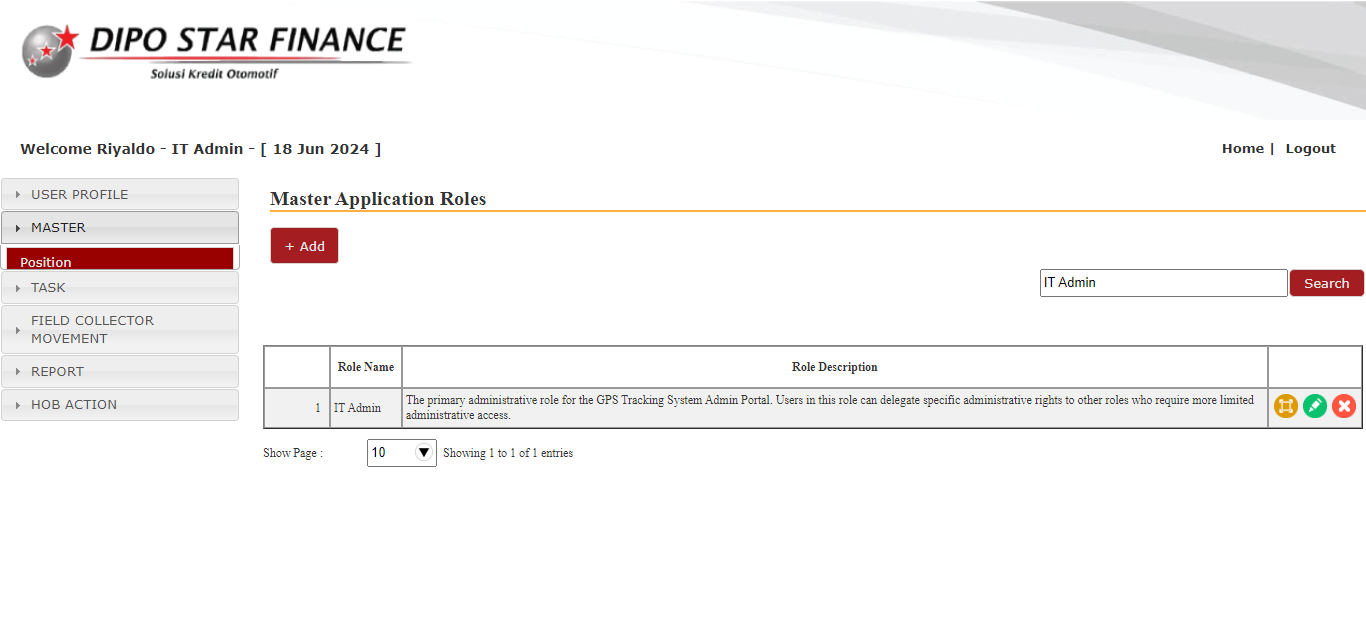 DIPO STAR FINANCE
Solusi Kredit Otomotif
Welcome Riyaldo - IT Admin - [ 18 Jun 2024 ]
Home | Logout
USER PROFILE
MASTER
Position
TASK
FIELD COLLECTOR
MOVEMENT
REPORT
HOB ACTION
Master Application Roles
+ Add
IT Admin
Search
Role Name
Role Description
1
IT Admin
The primary administrative role for the GPS Tracking System Admin Portal. Users in this role can delegate specific administrative rights to other roles who require more limited
administrative access.
Show Page :
10
Showing 1 to 1 of 1 entries